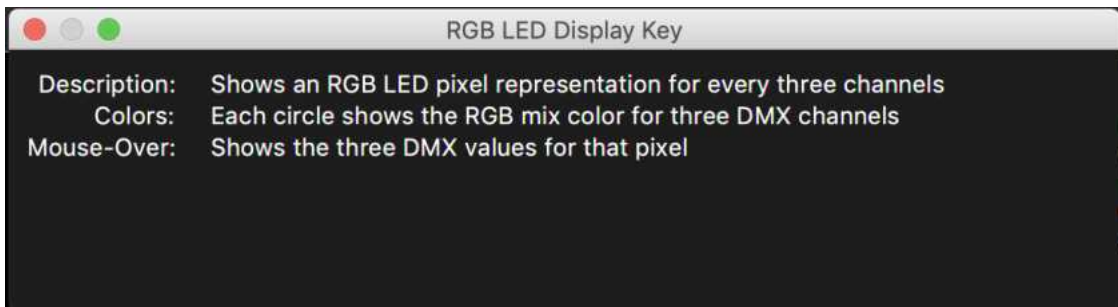 RGB LED Display Key
Description: Shows an RGB LED pixel representation for every three channels
Colors: Each circle shows the RGB mix color for three DMX channels
Mouse-Over: Shows the three DMX values for that pixel